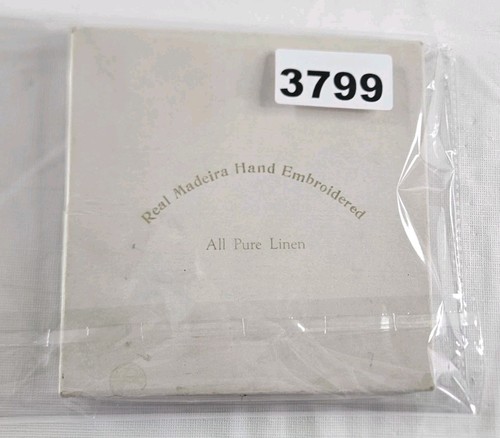 3799
Real Madeira Hand Embroidered
All Pure Linen